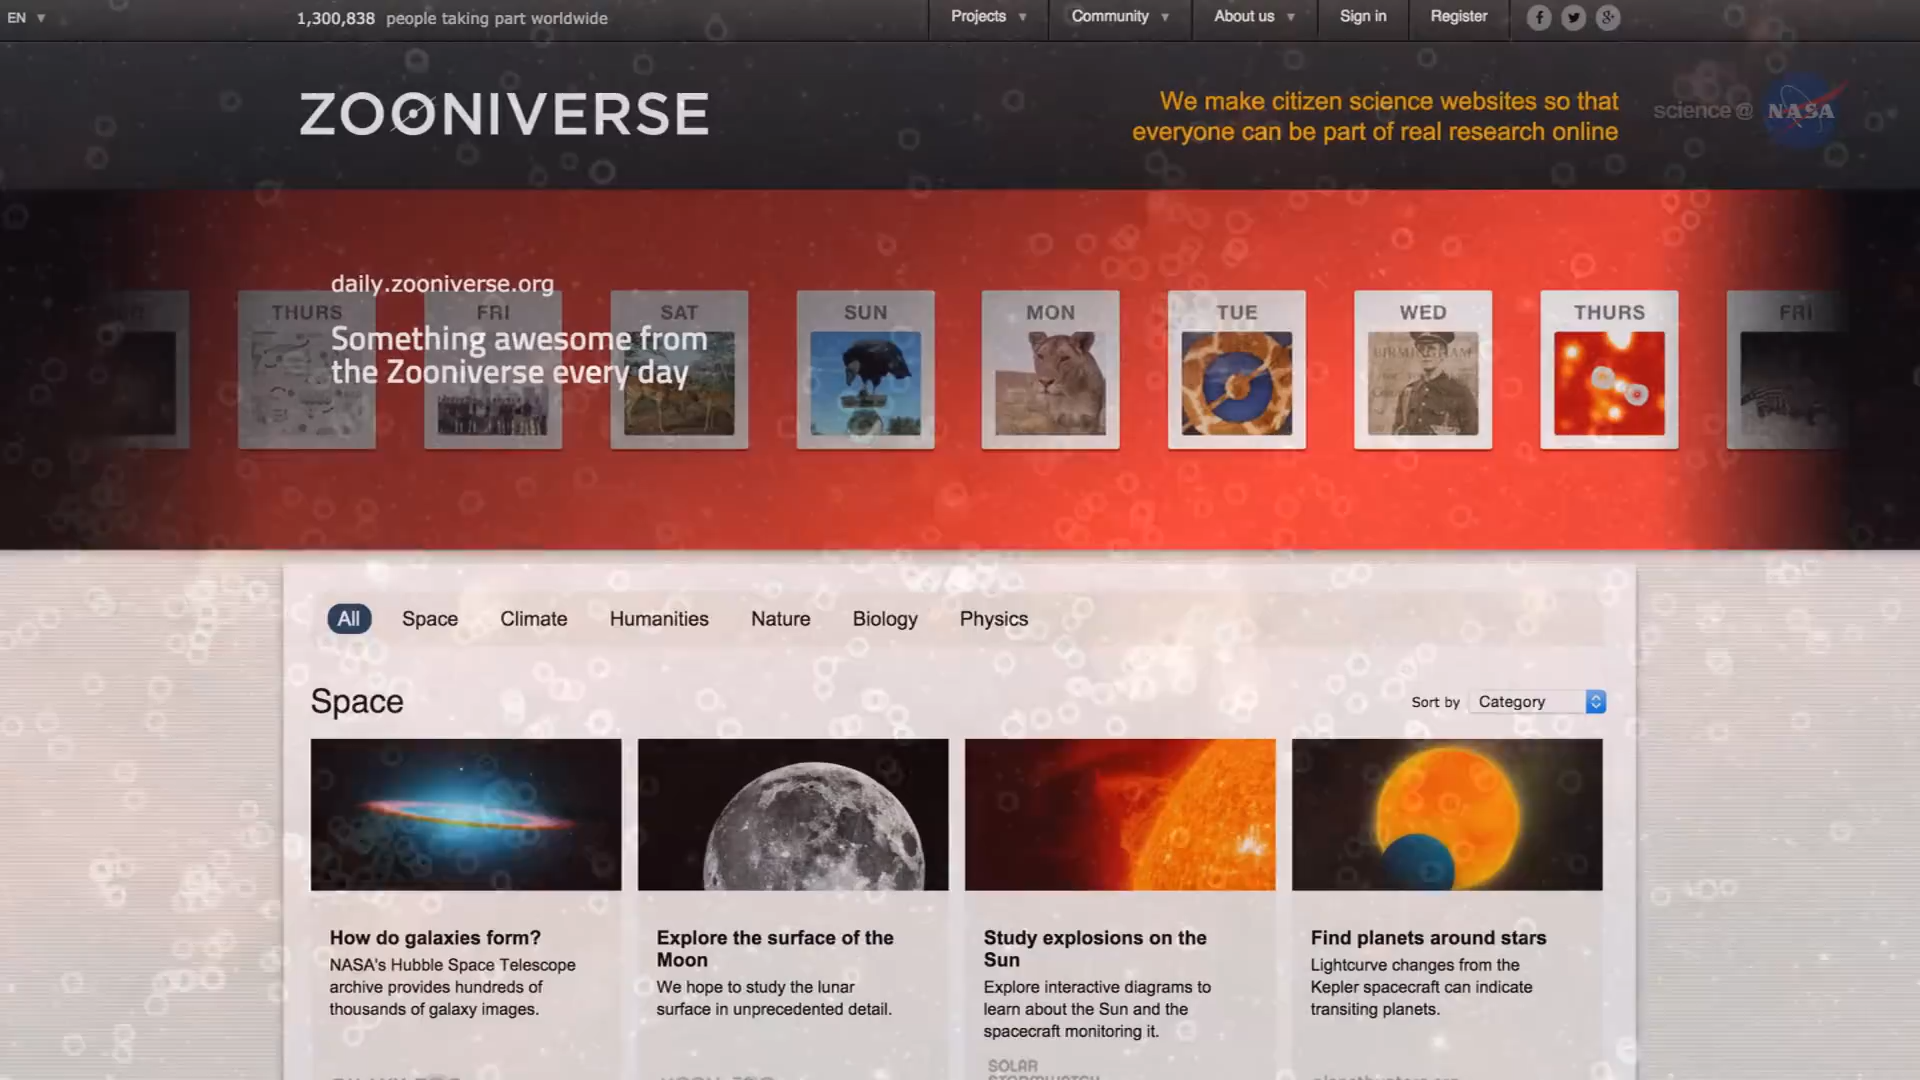 EN
1,300,838 people taking part worldwide
Projects Community About us Sign in Register
ZOONIVERSE
We make citizen science websites so that
everyone can be part of real research online
science@ NASA
daily.zooniverse.org
Something awesome from
the Zooniverse every day
THURS FRI SAT SUN MON TUE WED THURS FRI
BIRMINGHAM
All Space Climate Humanities Nature Biology Physics
Space
Sort by Category
How do galaxies form?
NASA's Hubble Space Telescope
archive provides hundreds of
thousands of galaxy images.
Explore the surface of the
Moon
We hope to study the lunar
surface in unprecedented detail.
Study explosions on the
Sun
Explore interactive diagrams to
learn about the Sun and the
spacecraft monitoring it.
SOLAR
STORMWATCH
Find planets around stars
Lightcurve changes from the
Kepler spacecraft can indicate
transiting planets.